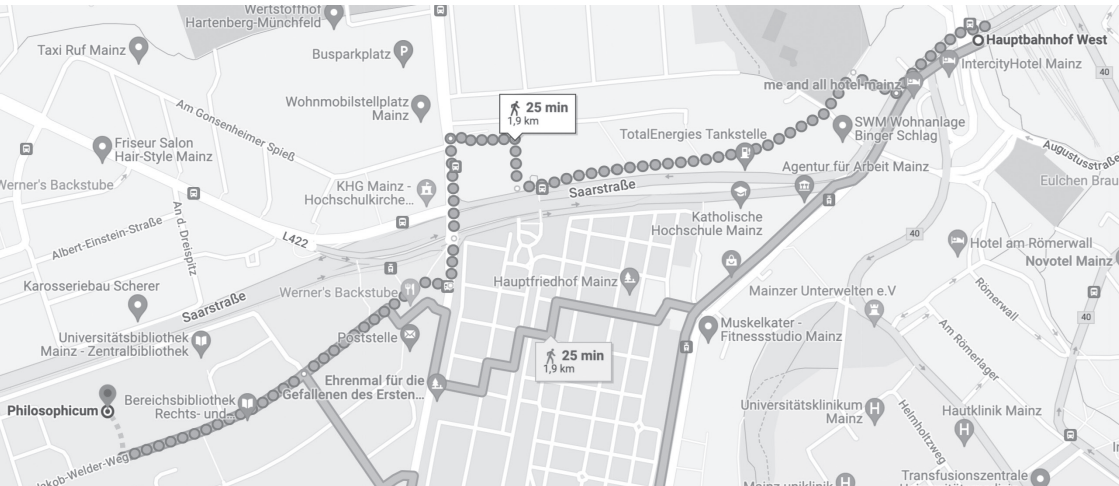 Wertstoffhof
Hartenberg-Münchfeld
Taxi Ruf Mainz
Busparkplatz
P
Hauptbahnhof West
IntercityHotel Mainz
40
me and all hotel mainz
Am Gonsenheimer Spieß
Wohnmobilstellplatz
Mainz
25 min
1,9 km
TotalEnergies Tankstelle
SWM Wohnanlage
Binger Schlag
Friseur Salon
Hair-Style Mainz
Augustusstraße
Werner's Backstube
KHG Mainz -
Hochschulkirche...
Saarstraße
Agentur für Arbeit Mainz
Eulchen Brau
An d. Dreispitz
Albert-Einstein-Straße
L422
Katholische
Hochschule Mainz
40
Hotel am Römerwall
Novotel Mainz
Karosseriebau Scherer
Saarstraße
Werner's Backstube
Hauptfriedhof Mainz
Mainzer Unterwelten e.V
Römerwall
40
Universitätsbibliothek
Mainz - Zentralbibliothek
Poststelle
Muskelkater -
Fitnessstudio Mainz
Am Römerlager
25 min
1,9 km
Ehrenmal für die
Gefallenen des Ersten...
Philosophicum
Bereichsbibliothek
Rechts- und...
Universitätsklinikum
Mainz
H
Helmholtzweg
Hautklinik Mainz
H
H
Jakob-Welder-Weg
Mainz uniklinik
H
Transfusionszentrale